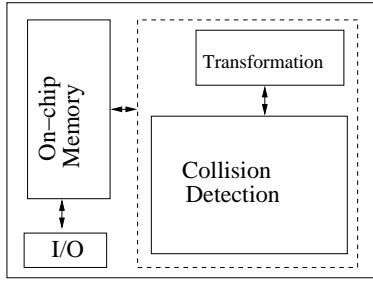 On–chip
Memory
I/O
Transformation
Collision
Detection